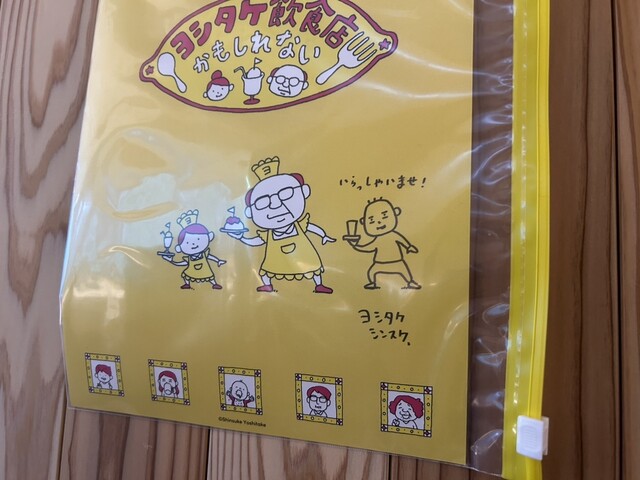 ヨシタケ飲食店
かもしれない
ヨ
いらっしゃいませ!
ヨシタケ
シンスケ。
©Shinsuke Yoshitake